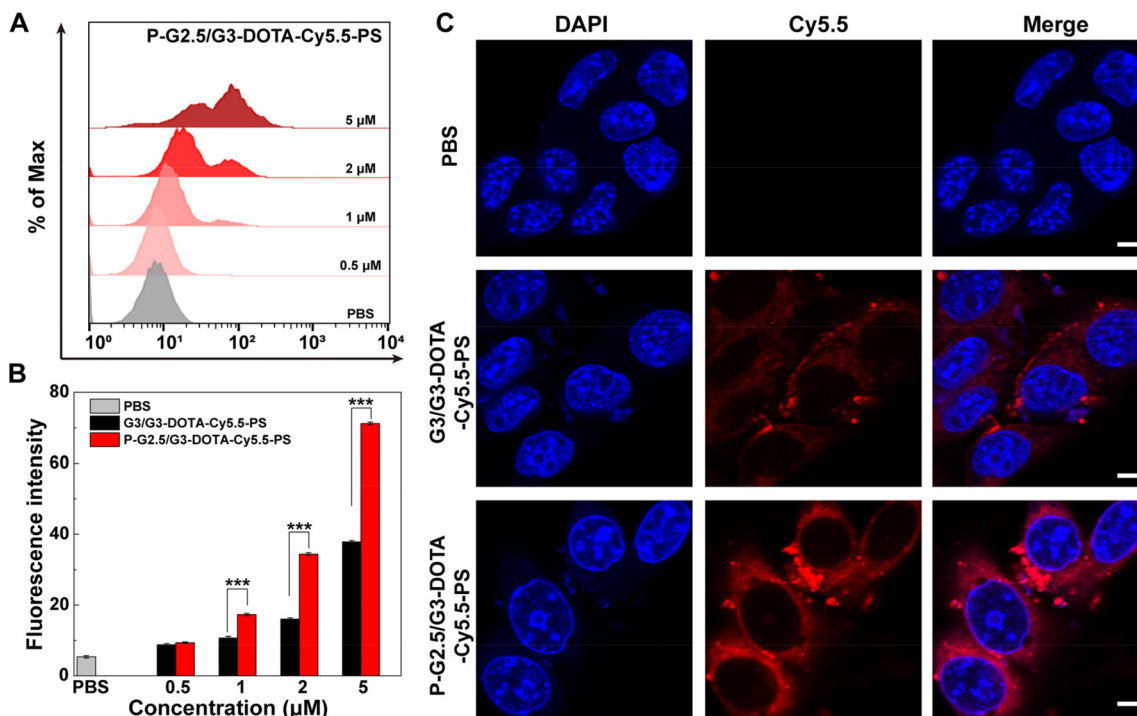 A
P-G2.5/G3-DOTA-Cy5.5-PS
% of Max
5 μM
2 μM
1 μM
0.5 μM
PBS
10⁰ 10¹ 10² 10³ 10⁴
B
Fluorescence intensity
80
60
40
20
0
PBS
G3/G3-DOTA-Cy5.5-PS
P-G2.5/G3-DOTA-Cy5.5-PS
***
***
***
PBS 0.5 1 2 5
Concentration (μM)
C
DAPI Cy5.5 Merge
PBS
G3/G3-DOTA
-Cy5.5-PS
P-G2.5/G3-DOTA
-Cy5.5-PS